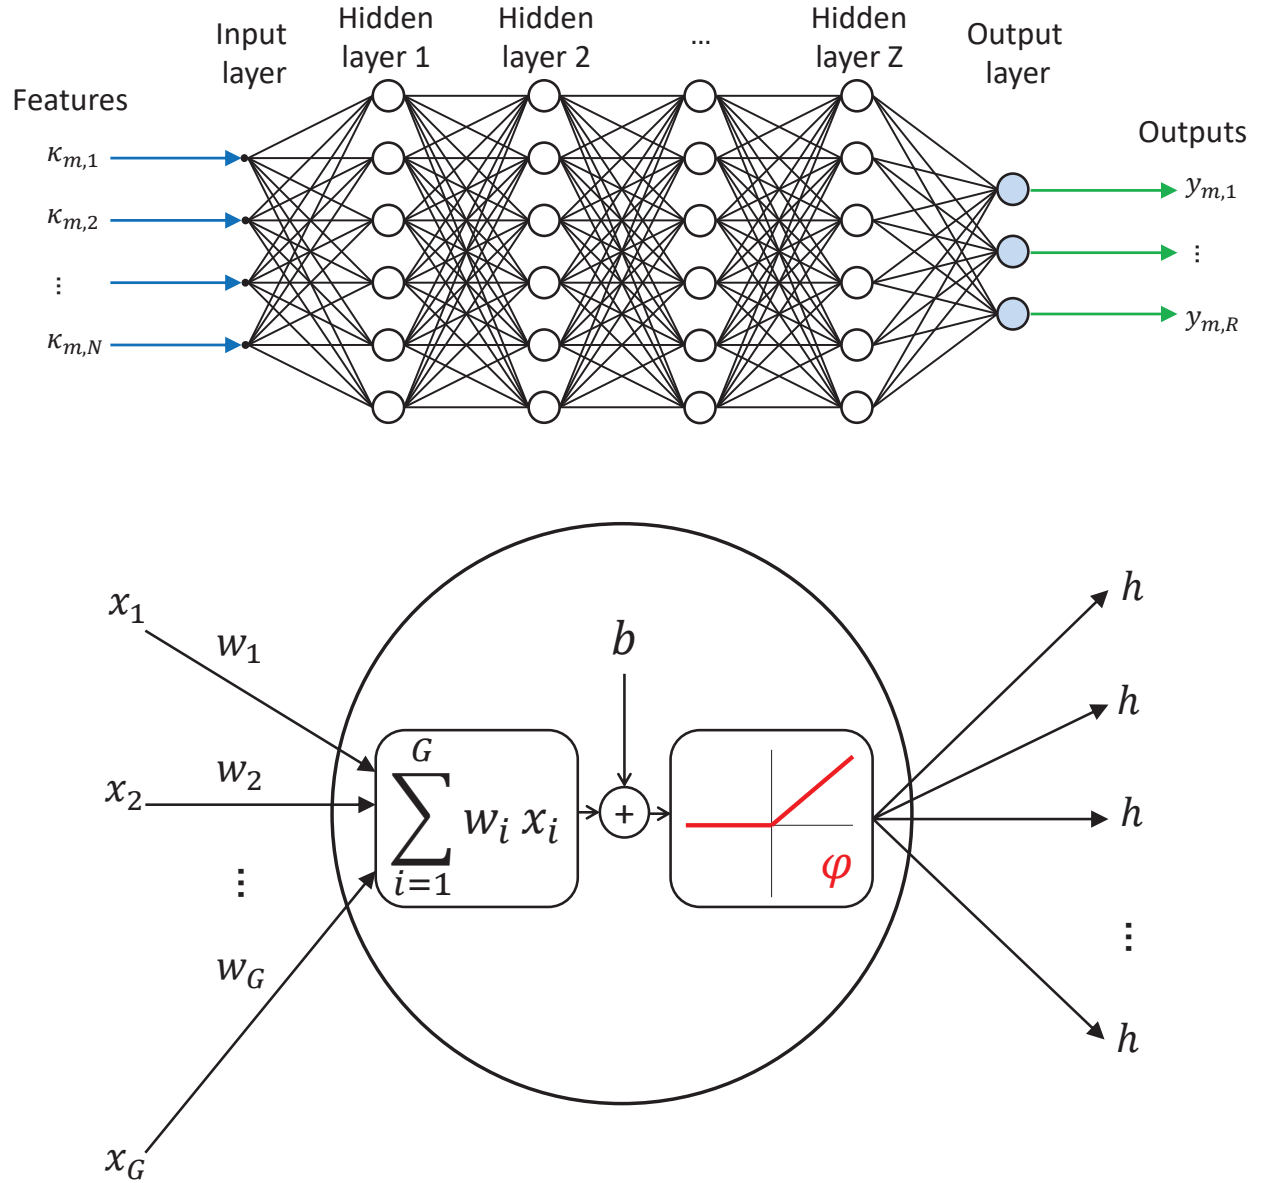 Features
Input
layer
Hidden
layer 1
Hidden
layer 2
...
Hidden
layer Z
Output
layer
Outputs
κm,1
κm,2
⋮
κm,N
ym,1
⋮
ym,R
x1
w1
x2
w2
⋮
wG
xG
G
∑ wi xi
i=1
b
+
φ
h
h
h
⋮
h